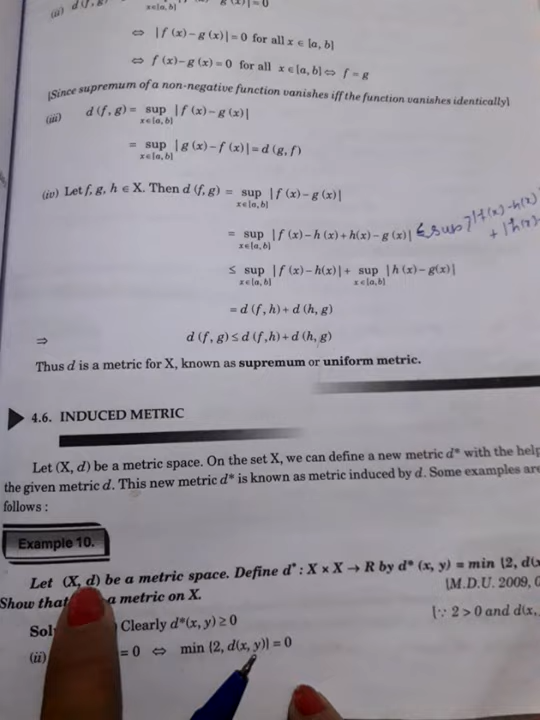 (ii) d (f, g)
⇔ |f (x) – g (x)| = 0 for all x ∈ [a, b]
⇔ f (x) – g (x) = 0 for all x ∈ [a, b] ⇔ f = g
[Since supremum of a non-negative function vanishes iff the function vanishes identically]
(iii) d (f, g) = sup |f (x) – g (x)|
x∈[a, b]
= sup |g (x) – f (x)| = d (g, f)
x∈[a, b]
(iv) Let f, g, h ∈ X. Then d (f, g) = sup |f (x) – g (x)|
x∈[a, b]
= sup |f (x) – h (x) + h(x) – g (x)| ≤ sup {|f(x) – h(x)|
x∈[a, b] + |h(x) –
≤ sup |f (x) – h(x)| + sup |h (x) – g(x)|
x∈[a, b] x∈[a, b]
= d (f, h) + d (h, g)
⇒ d (f, g) ≤ d (f,h) + d (h, g)
Thus d is a metric for X, known as supremum or uniform metric.
4.6. INDUCED METRIC
Let (X, d) be a metric space. On the set X, we can define a new metric d* with the help
the given metric d. This new metric d* is known as metric induced by d. Some examples are
follows :
Example 10.
Let (X, d) be a metric space. Define d* : X × X → R by d* (x, y) = min {2, d(x
Show that a metric on X. [M.D.U. 2009, 0
Clearly d*(x, y) ≥ 0 [∵ 2 > 0 and d(x,
(ii) = 0 ⇔ min {2, d(x, y)} = 0